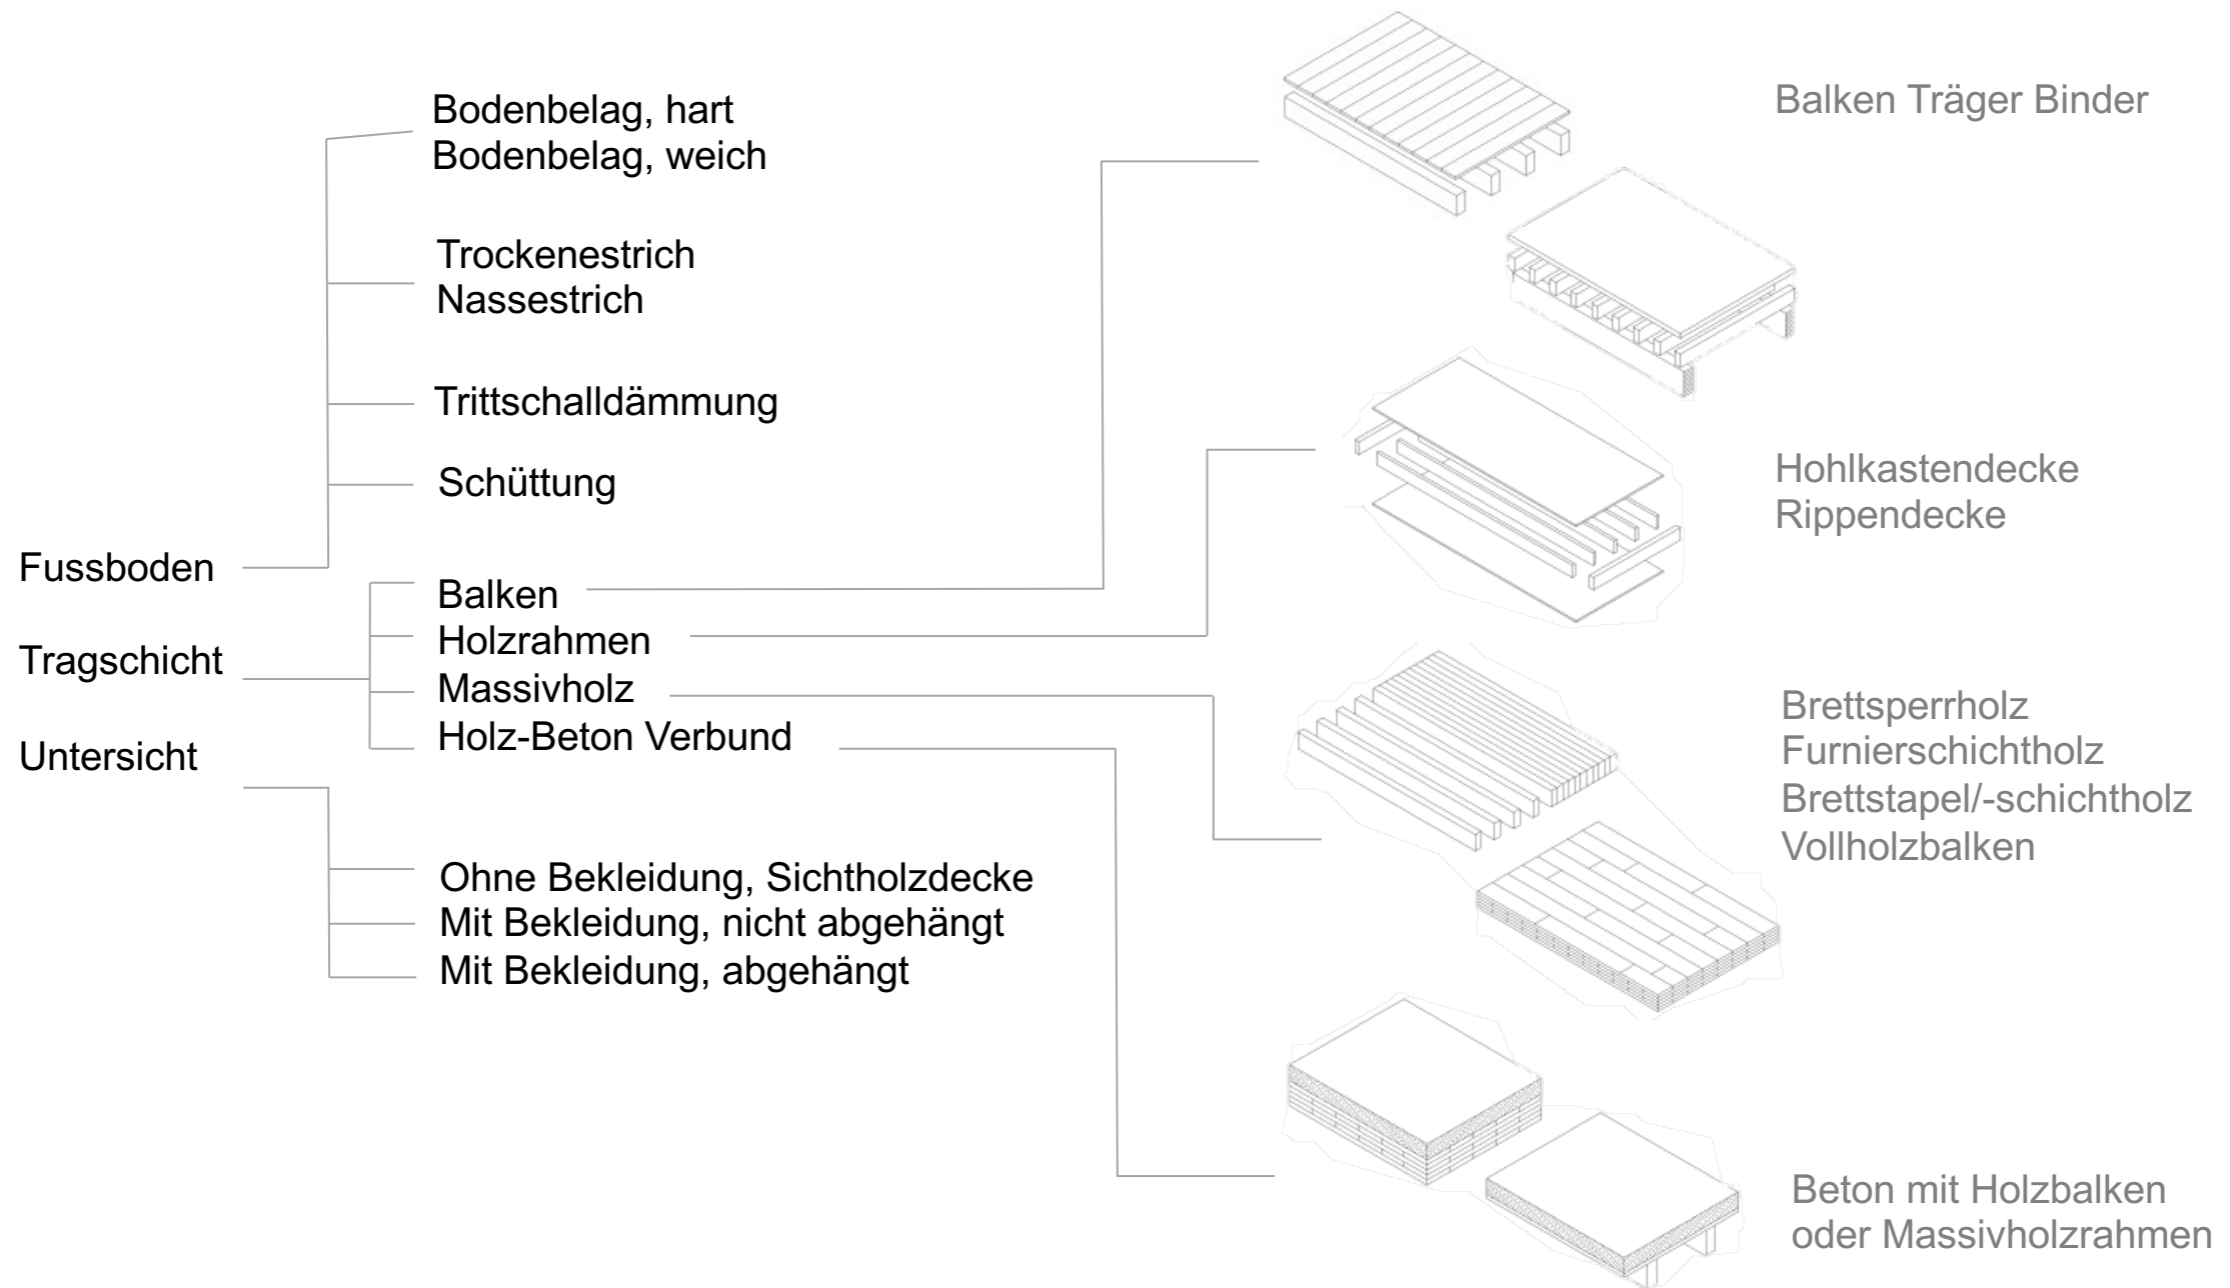 Bodenbelag, hart
Bodenbelag, weich
Trockenestrich
Nassestrich
Trittschalldämmung
Schüttung
Fussboden
Balken
Holzrahmen
Tragschicht
Massivholz
Holz-Beton Verbund
Untersicht
Ohne Bekleidung, Sichtholzdecke
Mit Bekleidung, nicht abgehängt
Mit Bekleidung, abgehängt
Balken Träger Binder
Hohlkastendecke
Rippendecke
Brettsperrholz
Furnierschichtholz
Brettstapel/-schichtholz
Vollholzbalken
Beton mit Holzbalken
oder Massivholzrahmen